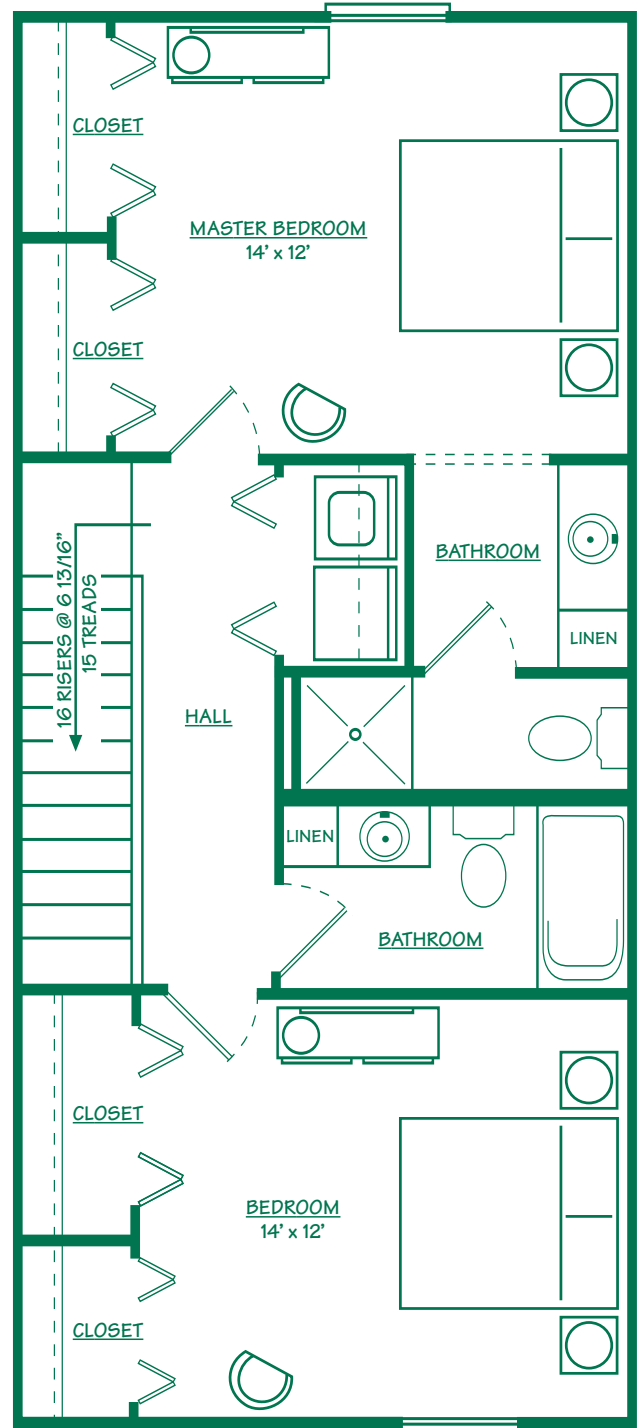 CLOSET
MASTER BEDROOM
14' x 12'
CLOSET
16 RISERS @ 6 13/16"
15 TREADS
BATHROOM
LINEN
HALL
LINEN
BATHROOM
CLOSET
BEDROOM
14' x 12'
CLOSET